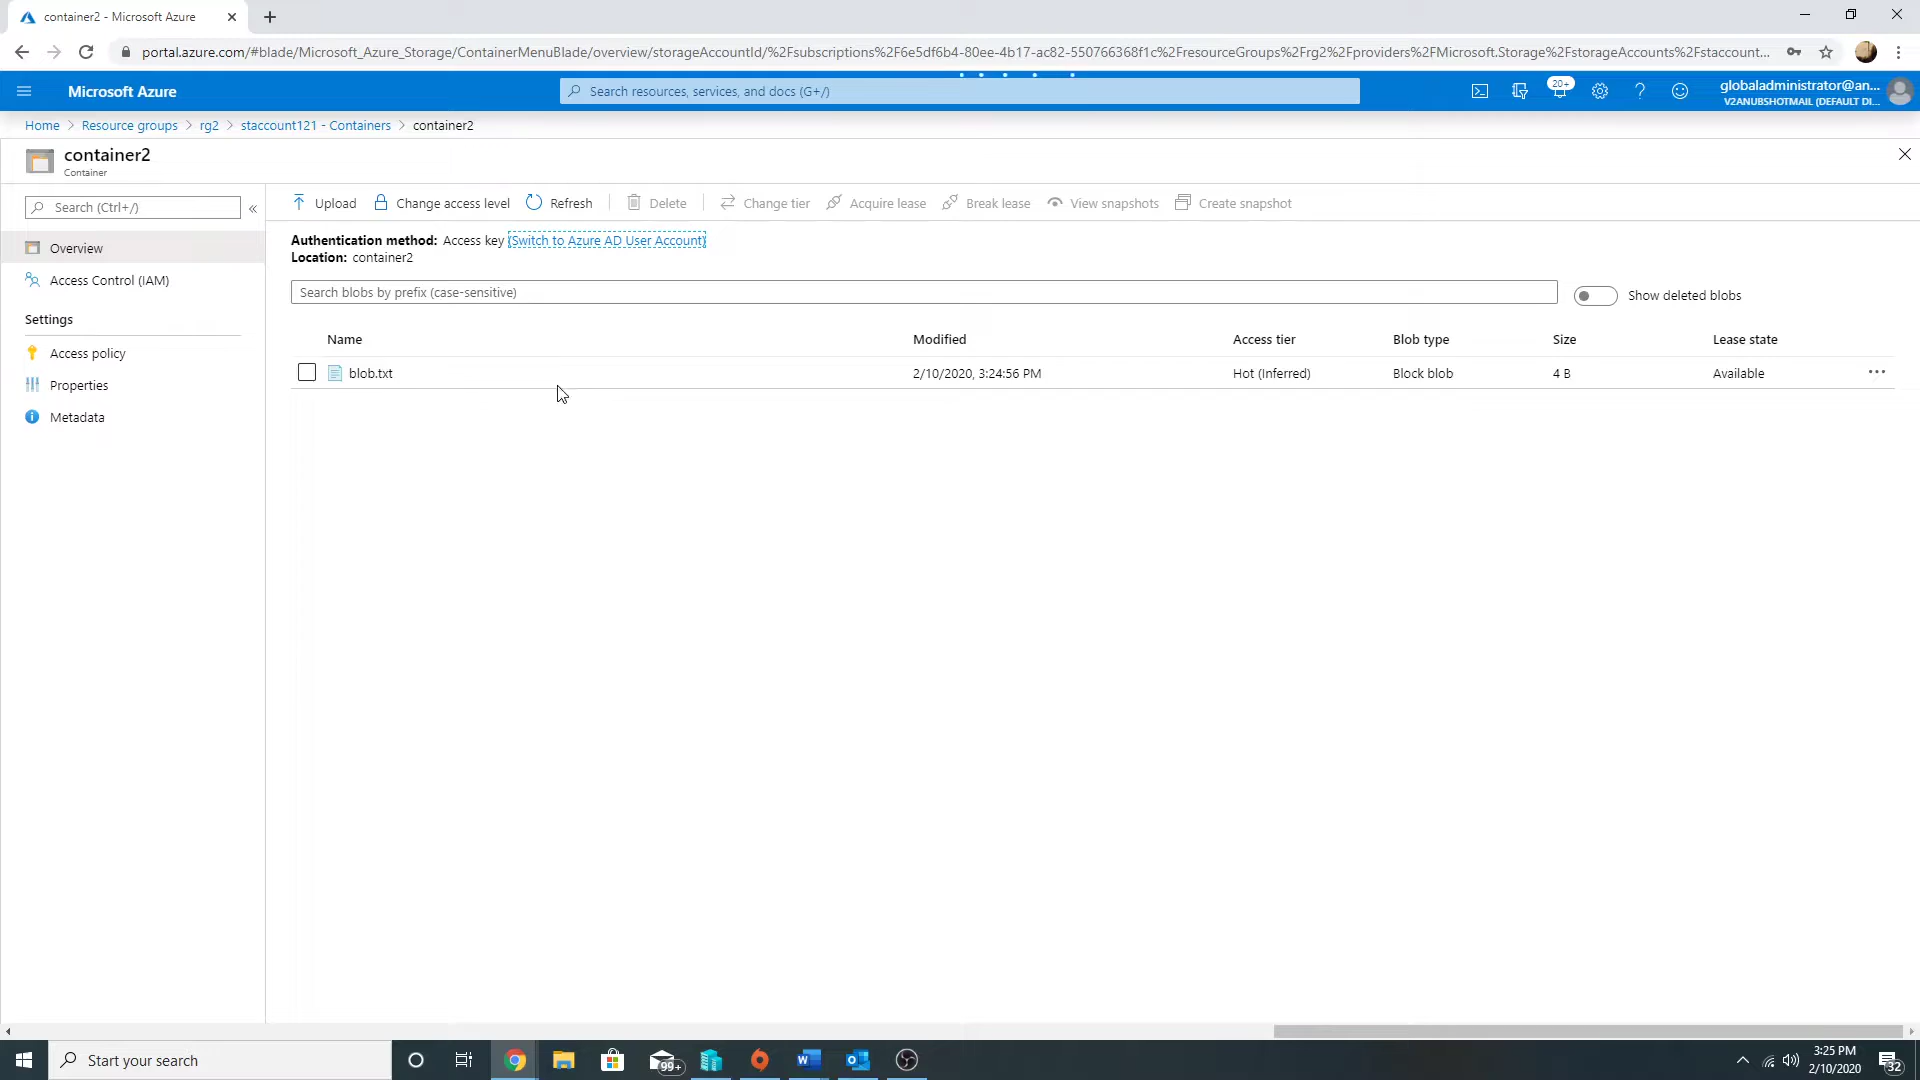 container2 - Microsoft Azure
portal.azure.com/#blade/Microsoft_Azure_Storage/ContainerMenuBlade/overview/storageAccountId/%2Fsubscriptions%2F6e5df6b4-80ee-4b17-ac82-550766368f1c%2FresourceGroups%2Frg2%2Fproviders%2FMicrosoft.Storage%2FstorageAccounts%2Fstaccount...
Microsoft Azure
Search resources, services, and docs (G+/)
20+
globaladministrator@an...
V2ANUBSHOTMAIL (DEFAULT DI...
Home > Resource groups > rg2 > staccount121 - Containers > container2
container2
Container
Search (Ctrl+/)
Overview
Access Control (IAM)
Settings
Access policy
Properties
Metadata
Upload Change access level Refresh Delete Change tier Acquire lease Break lease View snapshots Create snapshot
Authentication method: Access key (Switch to Azure AD User Account)
Location: container2
Search blobs by prefix (case-sensitive)
Show deleted blobs
Name Modified Access tier Blob type Size Lease state
blob.txt 2/10/2020, 3:24:56 PM Hot (Inferred) Block blob 4 B Available
Start your search
99+
3:25 PM
2/10/2020
32